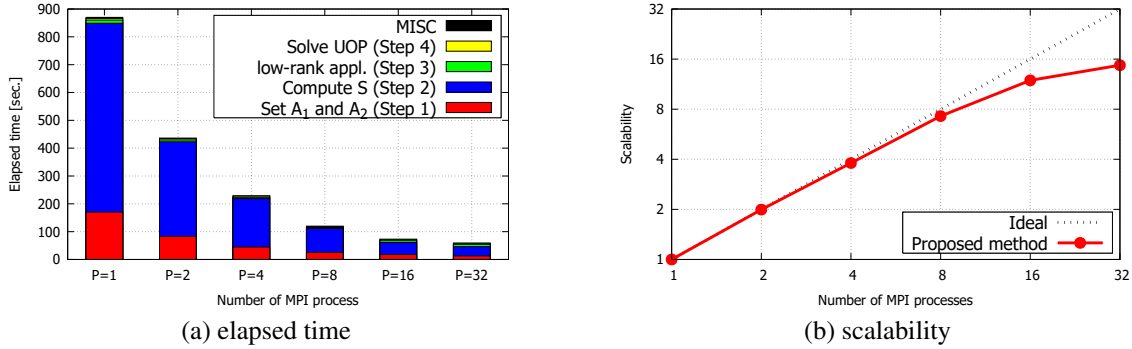 900
800
700
600
500
400
300
200
100
0
Elapsed time [sec.]
MISC
Solve UOP (Step 4)
low-rank appl. (Step 3)
Compute S (Step 2)
Set A1 and A2 (Step 1)
P=1 P=2 P=4 P=8 P=16 P=32
Number of MPI process
(a) elapsed time
32
16
8
4
2
1
Scalability
Ideal
Proposed method
1 2 4 8 16 32
Number of MPI processes
(b) scalability